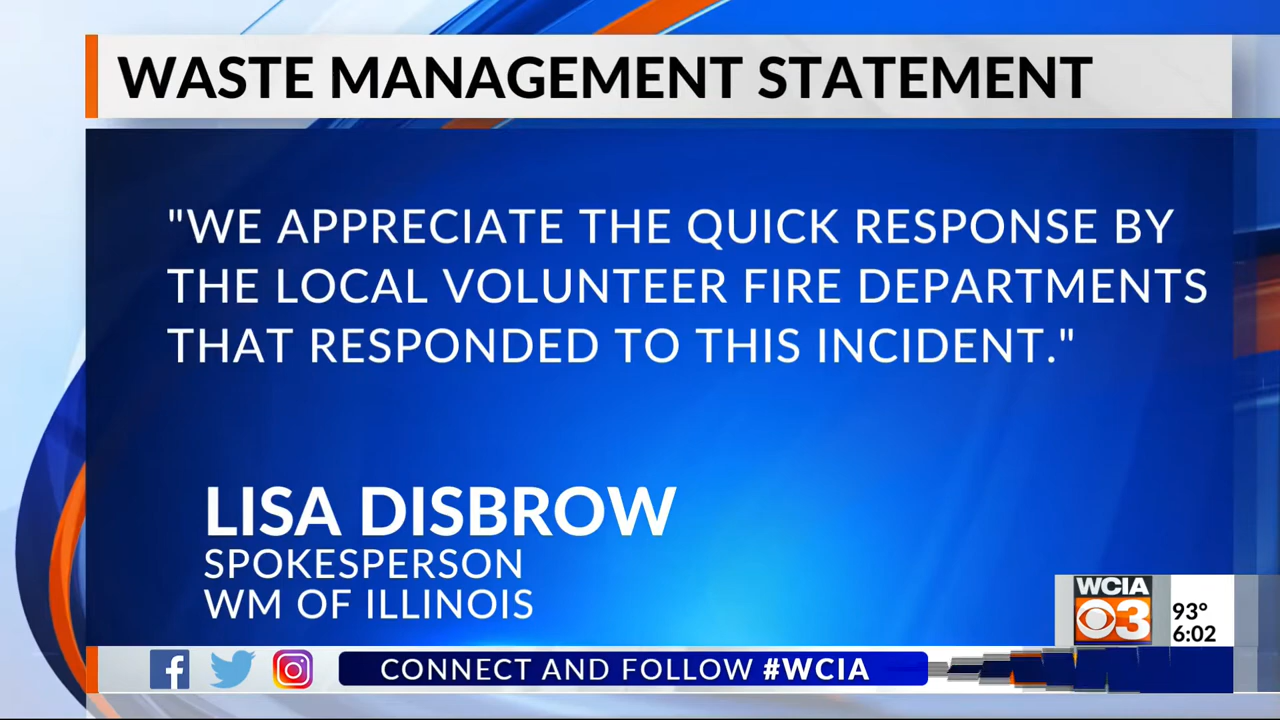 WASTE MANAGEMENT STATEMENT
"WE APPRECIATE THE QUICK RESPONSE BY
THE LOCAL VOLUNTEER FIRE DEPARTMENTS
THAT RESPONDED TO THIS INCIDENT."
LISA DISBROW
SPOKESPERSON
WM OF ILLINOIS
WCIA
3
93°
6:02
CONNECT AND FOLLOW #WCIA